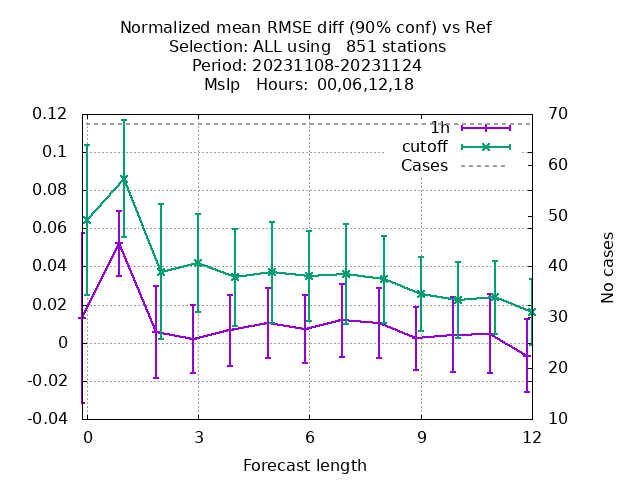 Normalized mean RMSE diff (90% conf) vs Ref
Selection: ALL using   851 stations
Period: 20231108-20231124
Mslp   Hours:  00,06,12,18
0.12
0.1
0.08
0.06
0.04
0.02
0
-0.02
-0.04
70
60
50
40
30
20
10
1h
cutoff
Cases
No cases
0 3 6 9 12
Forecast length